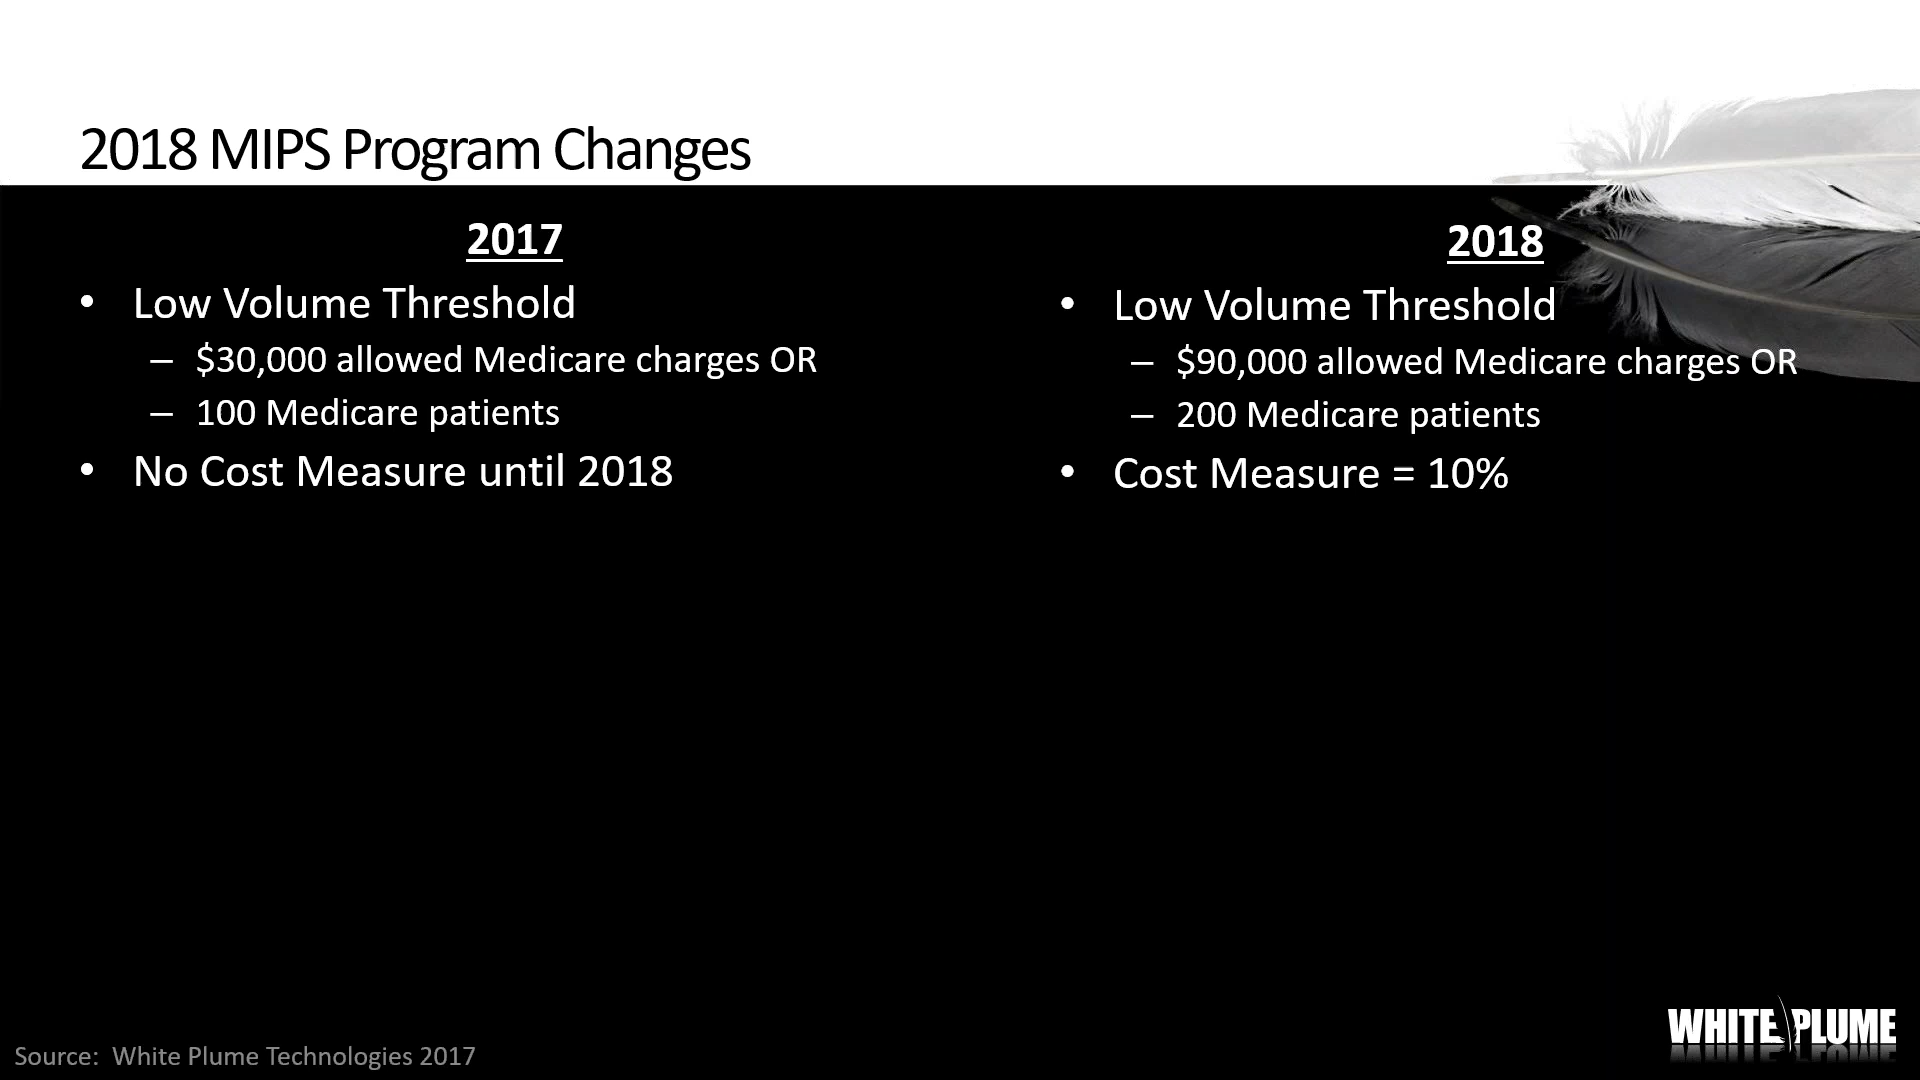 2018 MIPS Program Changes
2017
• Low Volume Threshold
– $30,000 allowed Medicare charges OR
– 100 Medicare patients
• No Cost Measure until 2018
2018
• Low Volume Threshold
– $90,000 allowed Medicare charges OR
– 200 Medicare patients
• Cost Measure = 10%
Source: White Plume Technologies 2017
WHITE PLUME